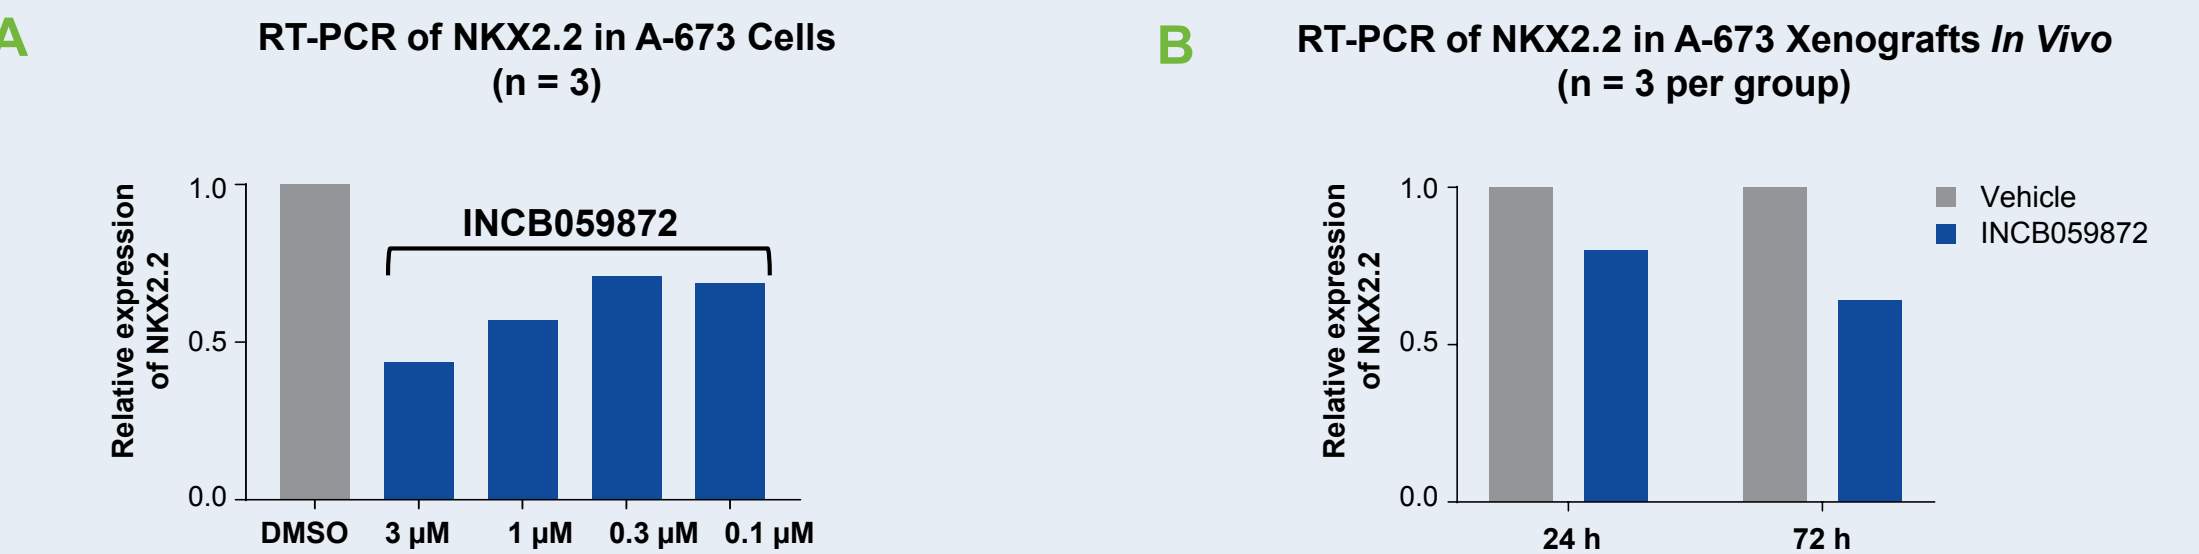 A
RT-PCR of NKX2.2 in A-673 Cells
(n = 3)
Relative expression
of NKX2.2
1.0
0.5
0.0
INCB059872
DMSO
3 µM
1 µM
0.3 µM
0.1 µM
B
RT-PCR of NKX2.2 in A-673 Xenografts In Vivo
(n = 3 per group)
Relative expression
of NKX2.2
1.0
0.5
0.0
24 h
72 h
Vehicle
INCB059872